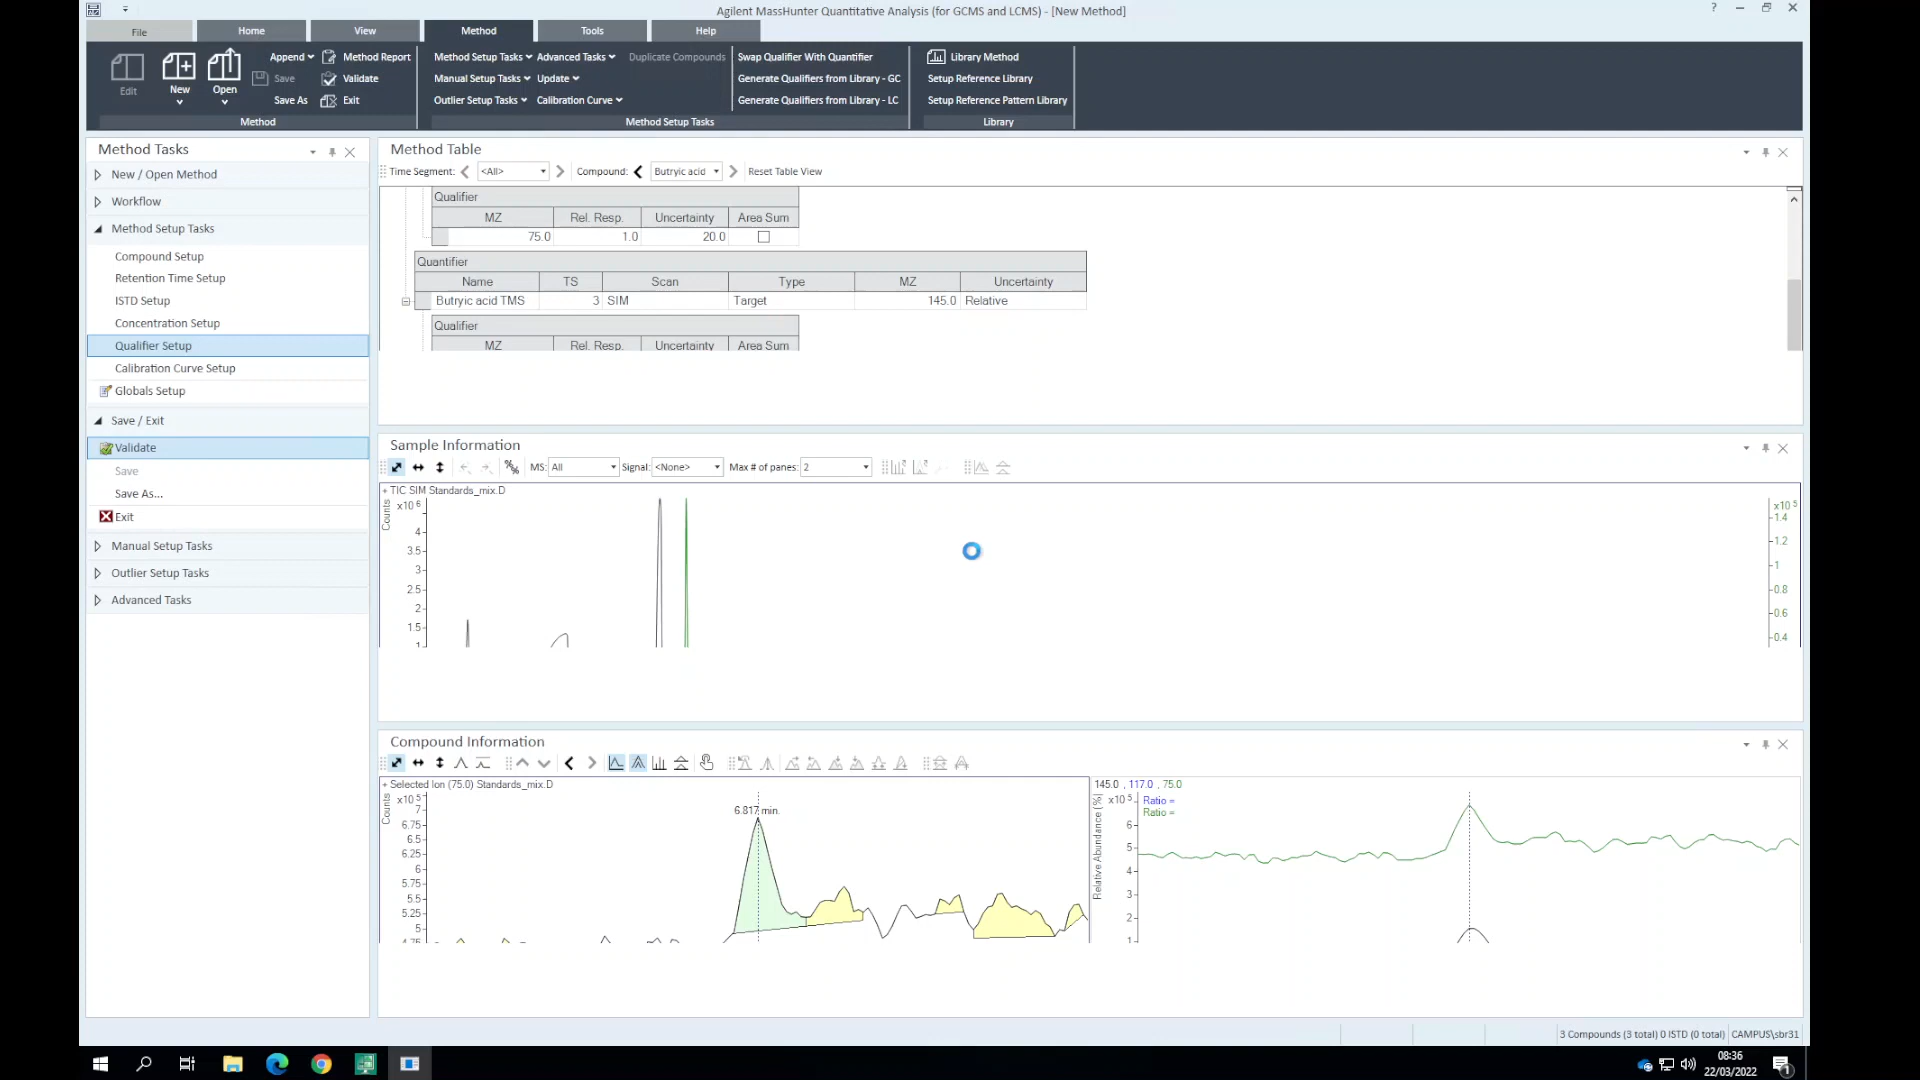 Agilent MassHunter Quantitative Analysis (for GCMS and LCMS) - [New Method]
File Home View Method Tools Help
Edit New Open
Append Save Save As
Method Report Validate Exit
Method
Method Setup Tasks Advanced Tasks Duplicate Compounds
Manual Setup Tasks Update
Outlier Setup Tasks Calibration Curve
Swap Qualifier With Quantifier
Generate Qualifiers from Library - GC
Generate Qualifiers from Library - LC
Method Setup Tasks
Library Method
Setup Reference Library
Setup Reference Pattern Library
Library
Method Tasks
New / Open Method
Workflow
Method Setup Tasks
Compound Setup
Retention Time Setup
ISTD Setup
Concentration Setup
Qualifier Setup
Calibration Curve Setup
Globals Setup
Save / Exit
Validate
Save
Save As...
Exit
Manual Setup Tasks
Outlier Setup Tasks
Advanced Tasks
Method Table
Time Segment: <All> Compound: Butryic acid Reset Table View
Qualifier
MZ Rel. Resp. Uncertainty Area Sum
75.0 1.0 20.0
Quantifier
Name TS Scan Type MZ Uncertainty
Butryic acid TMS 3 SIM Target 145.0 Relative
Qualifier
MZ Rel. Resp. Uncertainty Area Sum
Sample Information
MS: All Signal: <None> Max # of panes: 2
+ TIC SIM Standards_mix.D
Counts
x10 6
4
3.5
3
2.5
2
1.5
1
x10 5
1.4
1.2
1
0.8
0.6
0.4
Compound Information
+ Selected Ion (75.0) Standards_mix.D
Counts
x10 5
7
6.75
6.5
6.25
6
5.75
5.5
5.25
5
4.75
6.817 min.
145.0 , 117.0 , 75.0
Relative Abundance (%)
x10 5
Ratio =
Ratio =
6
5
4
3
2
1
3 Compounds (3 total) 0 ISTD (0 total) CAMPUS\sbr31
08:36
22/03/2022
1